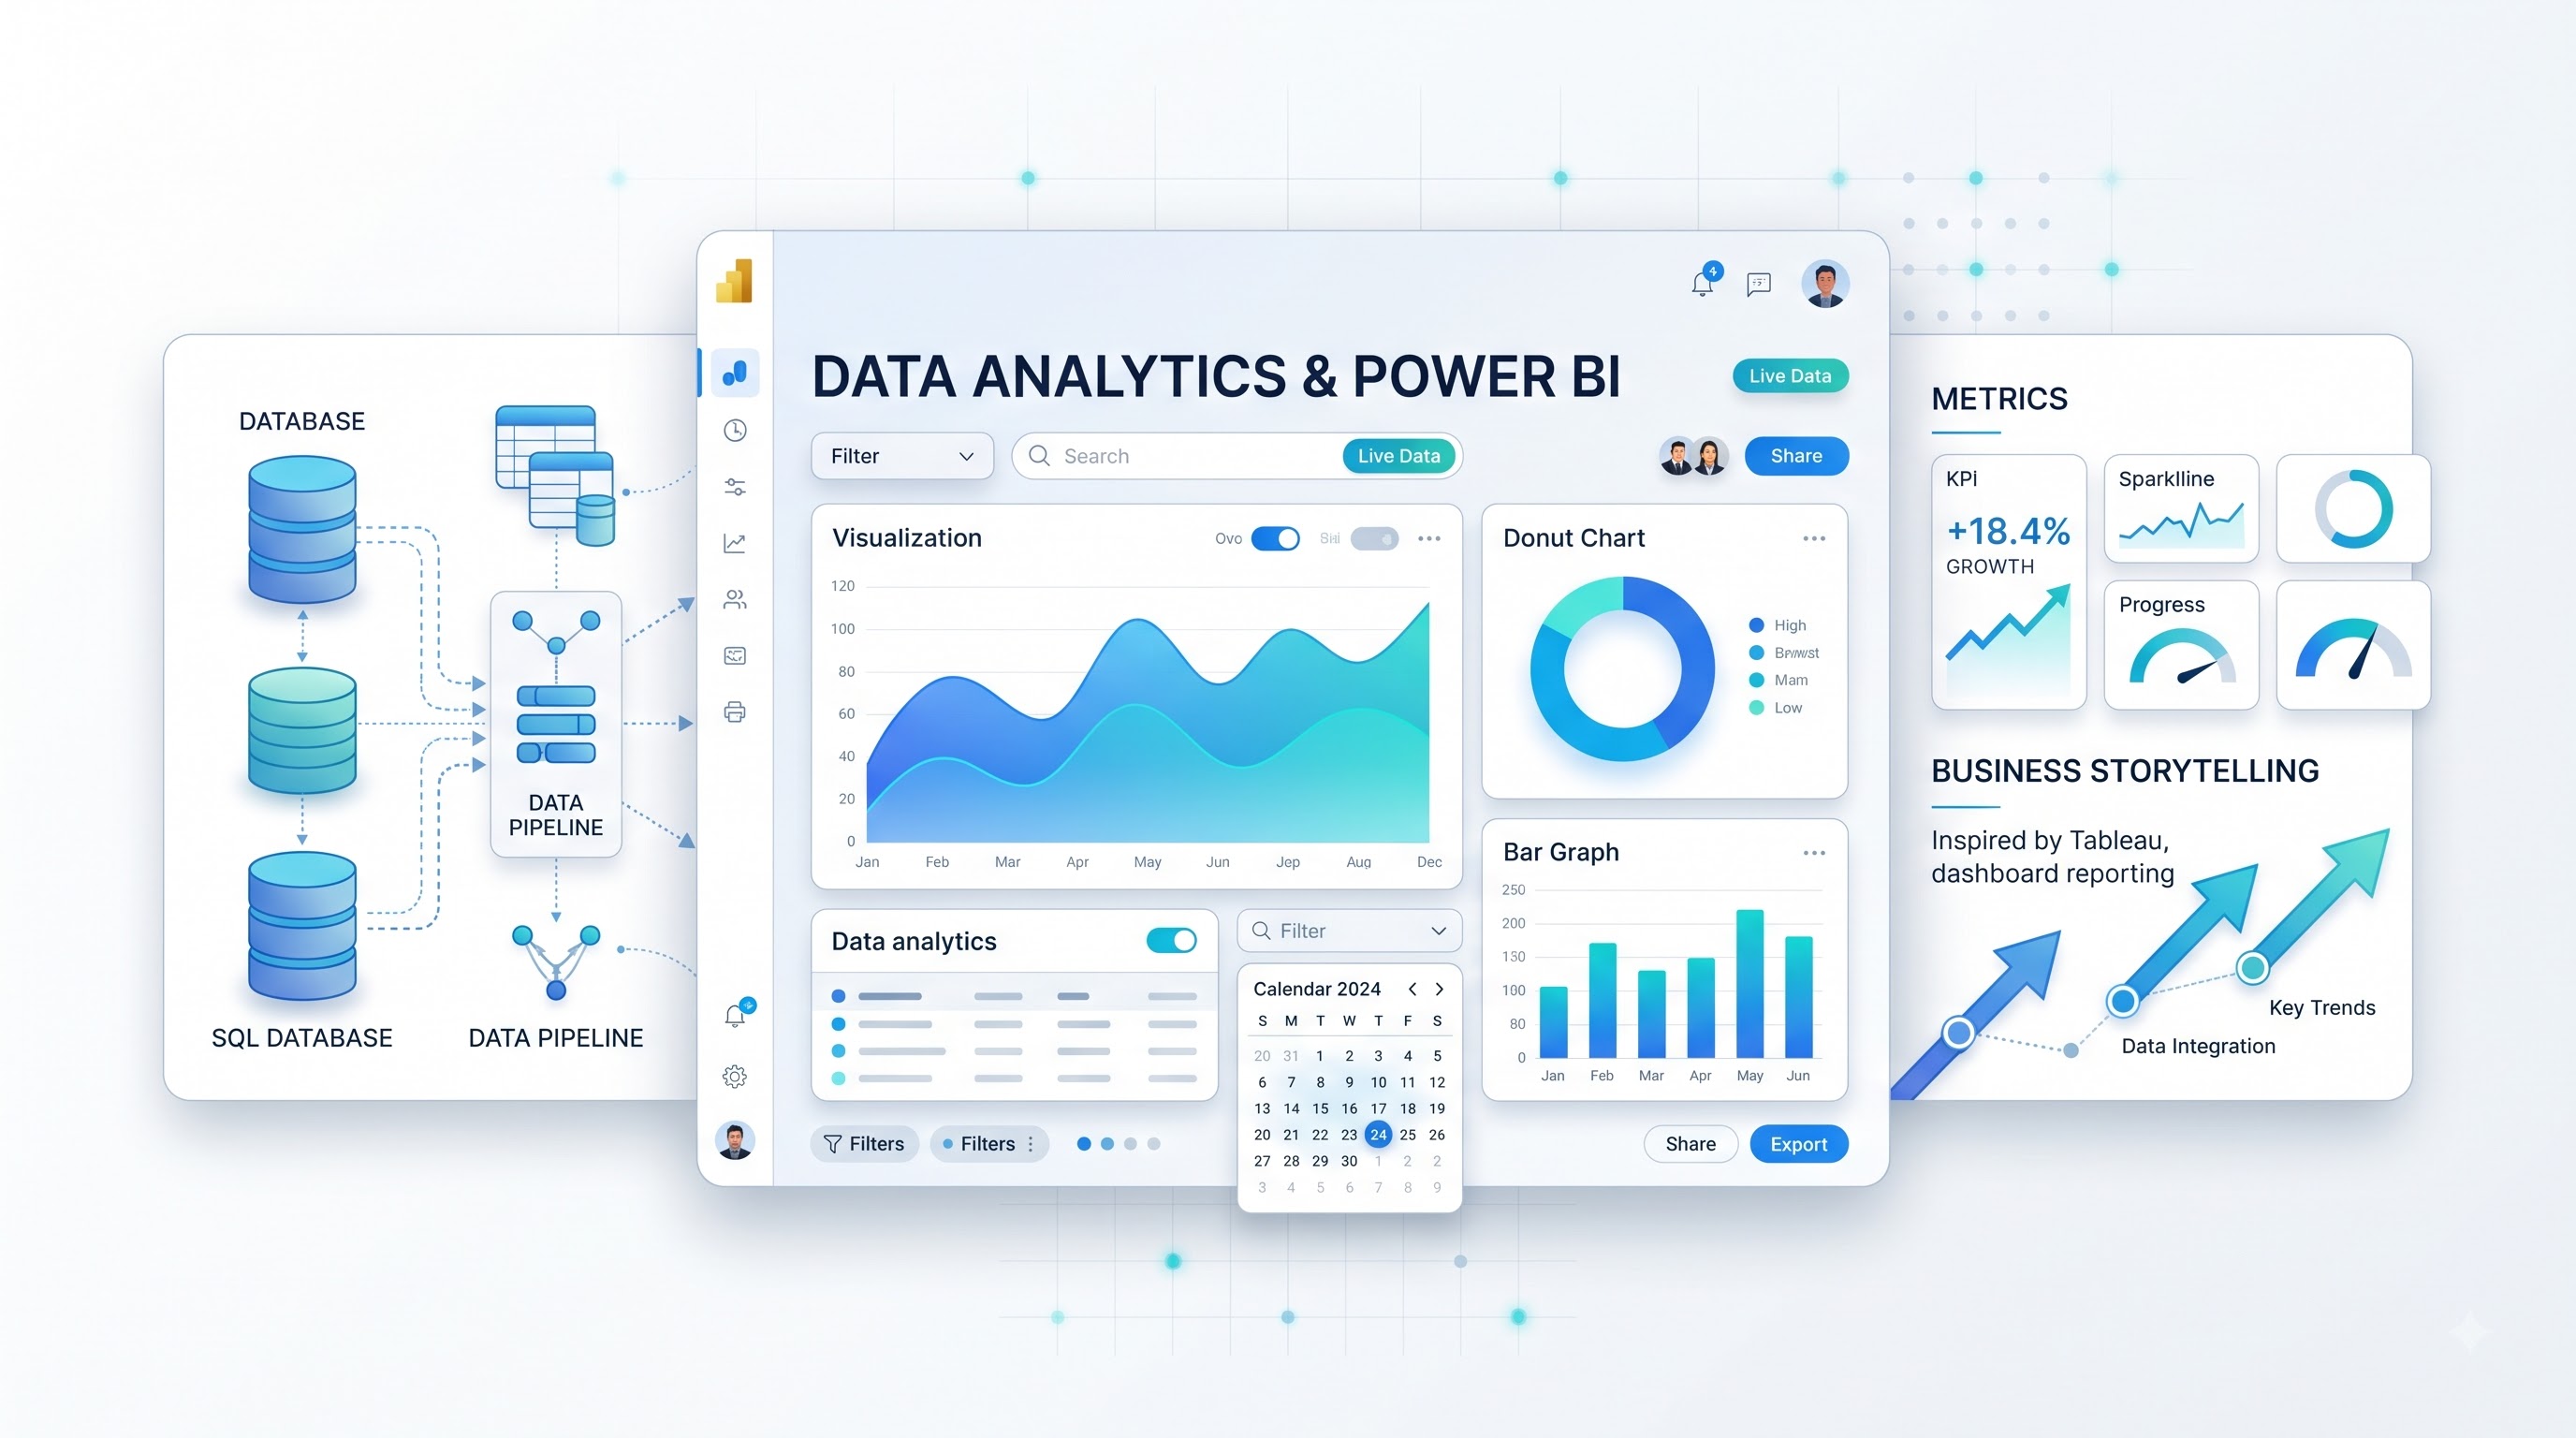 DATABASE
SQL DATABASE
DATA
PIPELINE
DATA PIPELINE
4
DATA ANALYTICS & POWER BI
Live Data
Filter
Search
Live Data
Share
Visualization
Ovo
120
100
80
60
40
20
0
Jan Feb Mar Apr May Jun Jep Aug Dec
Donut Chart
High
Mam
Low
Data analytics
Filter
Calendar 2024
S M T W T F S
20 31 1 2 3 4 5
6 7 8 9 10 11 12
13 14 15 16 17 18 19
20 21 22 23 24 25 26
27 28 29 30 1 2 2
3 4 5 6 7 8 9
Bar Graph
250
200
130
100
80
0
Jan Feb Mar Apr May Jun
Filters
Filters
Share
Export
METRICS
KPi
+18.4%
GROWTH
Sparklline
Progress
BUSINESS STORYTELLING
Inspired by Tableau,
dashboard reporting
Key Trends
Data Integration